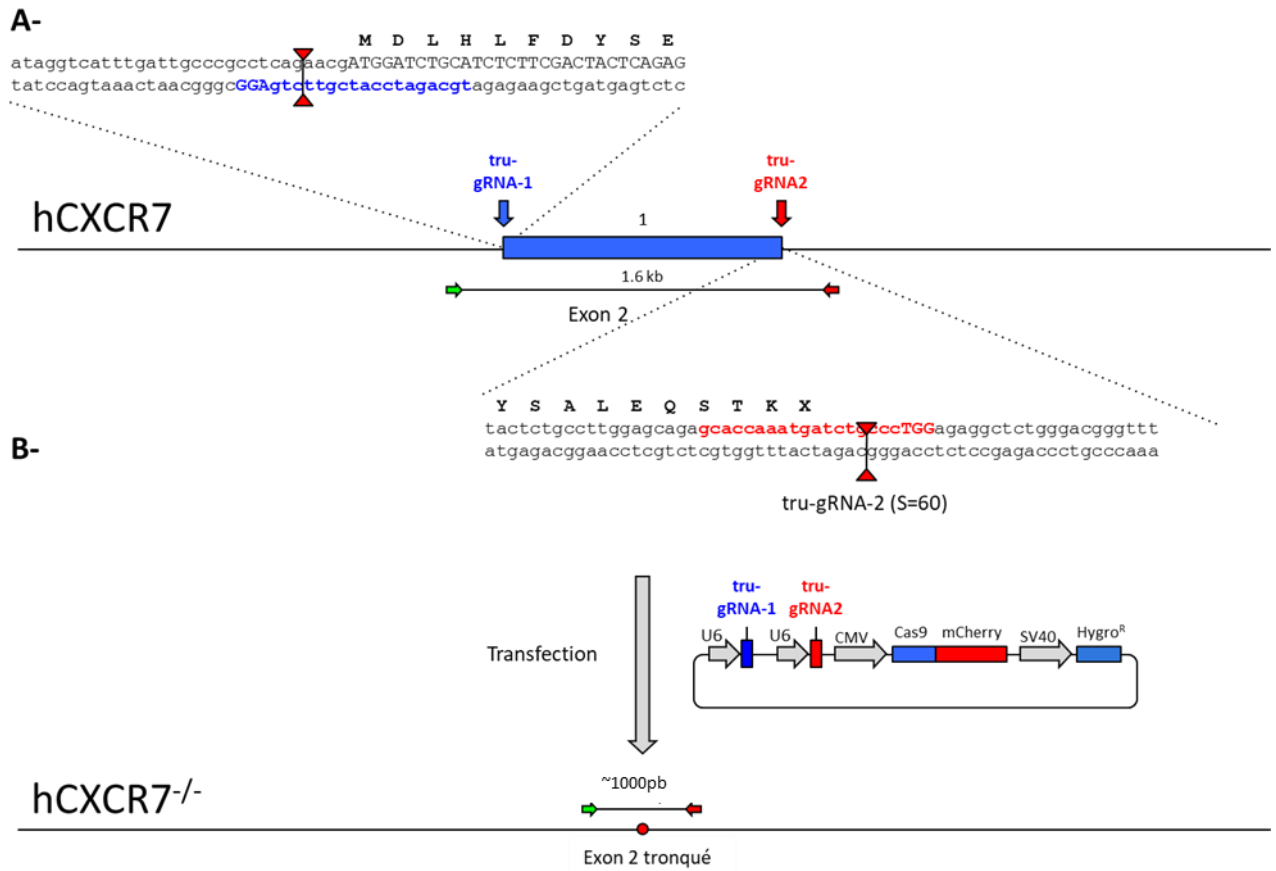 A-
M D L H L F D Y S E
ataggtcatttgattgcccgcctcagaacgATGGATCTGCATCTCTTCGACTACTCAGAG
tatccagtaaactaacgggcGGAgtcttgctacctagacgtagagaagctgatgagtctc
tru-
gRNA-1
tru-
gRNA2
hCXCR7
1
1.6 kb
Exon 2
Y S A L E Q S T K X
tactctgccttggagcagagcaccaaatgatctgcccTGGagaggctctgggacgggttt
atgagacggaacctcgtctcgtggtttactagacgggacctctccgagaccctgcccaaa
B-
tru-gRNA-2 (S=60)
tru-
gRNA-1
tru-
gRNA2
U6 U6 CMV Cas9 mCherry SV40 HygroR
Transfection
~1000pb
hCXCR7-/-
Exon 2 tronqué